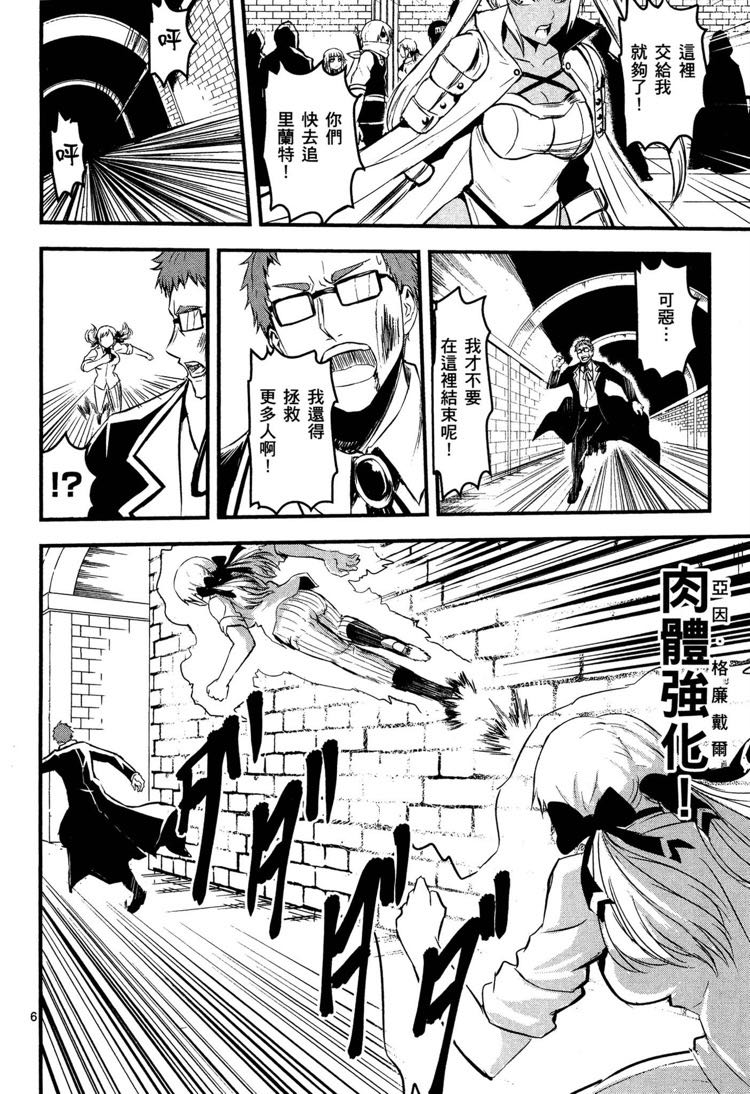 這裡
交給我
就夠了！
你們
快去追
里蘭特！
呼
呼
可惡…
我才不要
在這裡結束呢！
我還得
拯救
更多人啊！
!?
亞因·格廉戴爾
肉體強化！
ダダダダダ
6